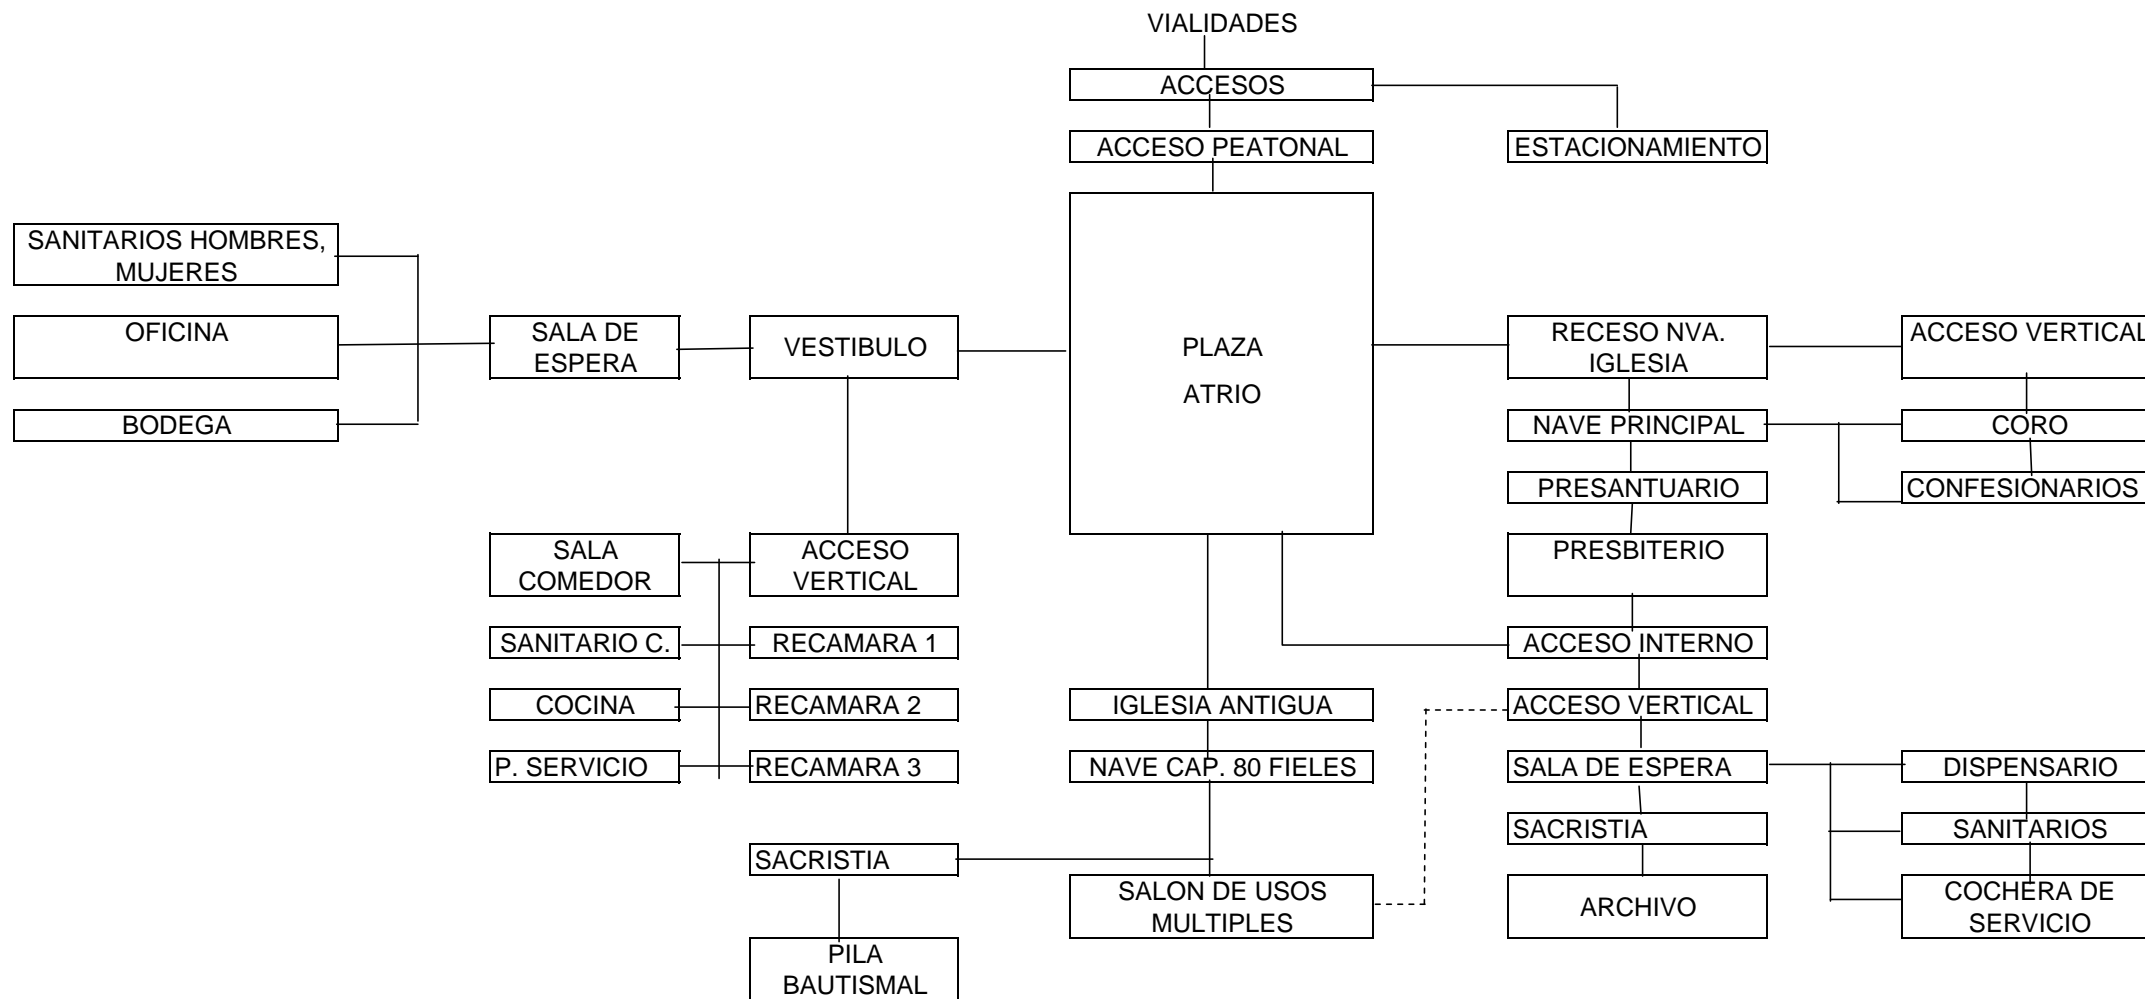 VIALIDADES
ACCESOS
ACCESO PEATONAL
ESTACIONAMIENTO
SANITARIOS HOMBRES,
MUJERES
OFICINA
BODEGA
SALA DE
ESPERA
VESTIBULO
PLAZA
ATRIO
RECESO NVA.
IGLESIA
ACCESO VERTICAL
NAVE PRINCIPAL
CORO
PRESANTUARIO
CONFESIONARIOS
PRESBITERIO
SALA
COMEDOR
ACCESO
VERTICAL
SANITARIO C.
RECAMARA 1
ACCESO INTERNO
COCINA
RECAMARA 2
IGLESIA ANTIGUA
ACCESO VERTICAL
P. SERVICIO
RECAMARA 3
NAVE CAP. 80 FIELES
SALA DE ESPERA
DISPENSARIO
SACRISTIA
SANITARIOS
SACRISTIA
SALON DE USOS
MULTIPLES
ARCHIVO
COCHERA DE
SERVICIO
PILA
BAUTISMAL